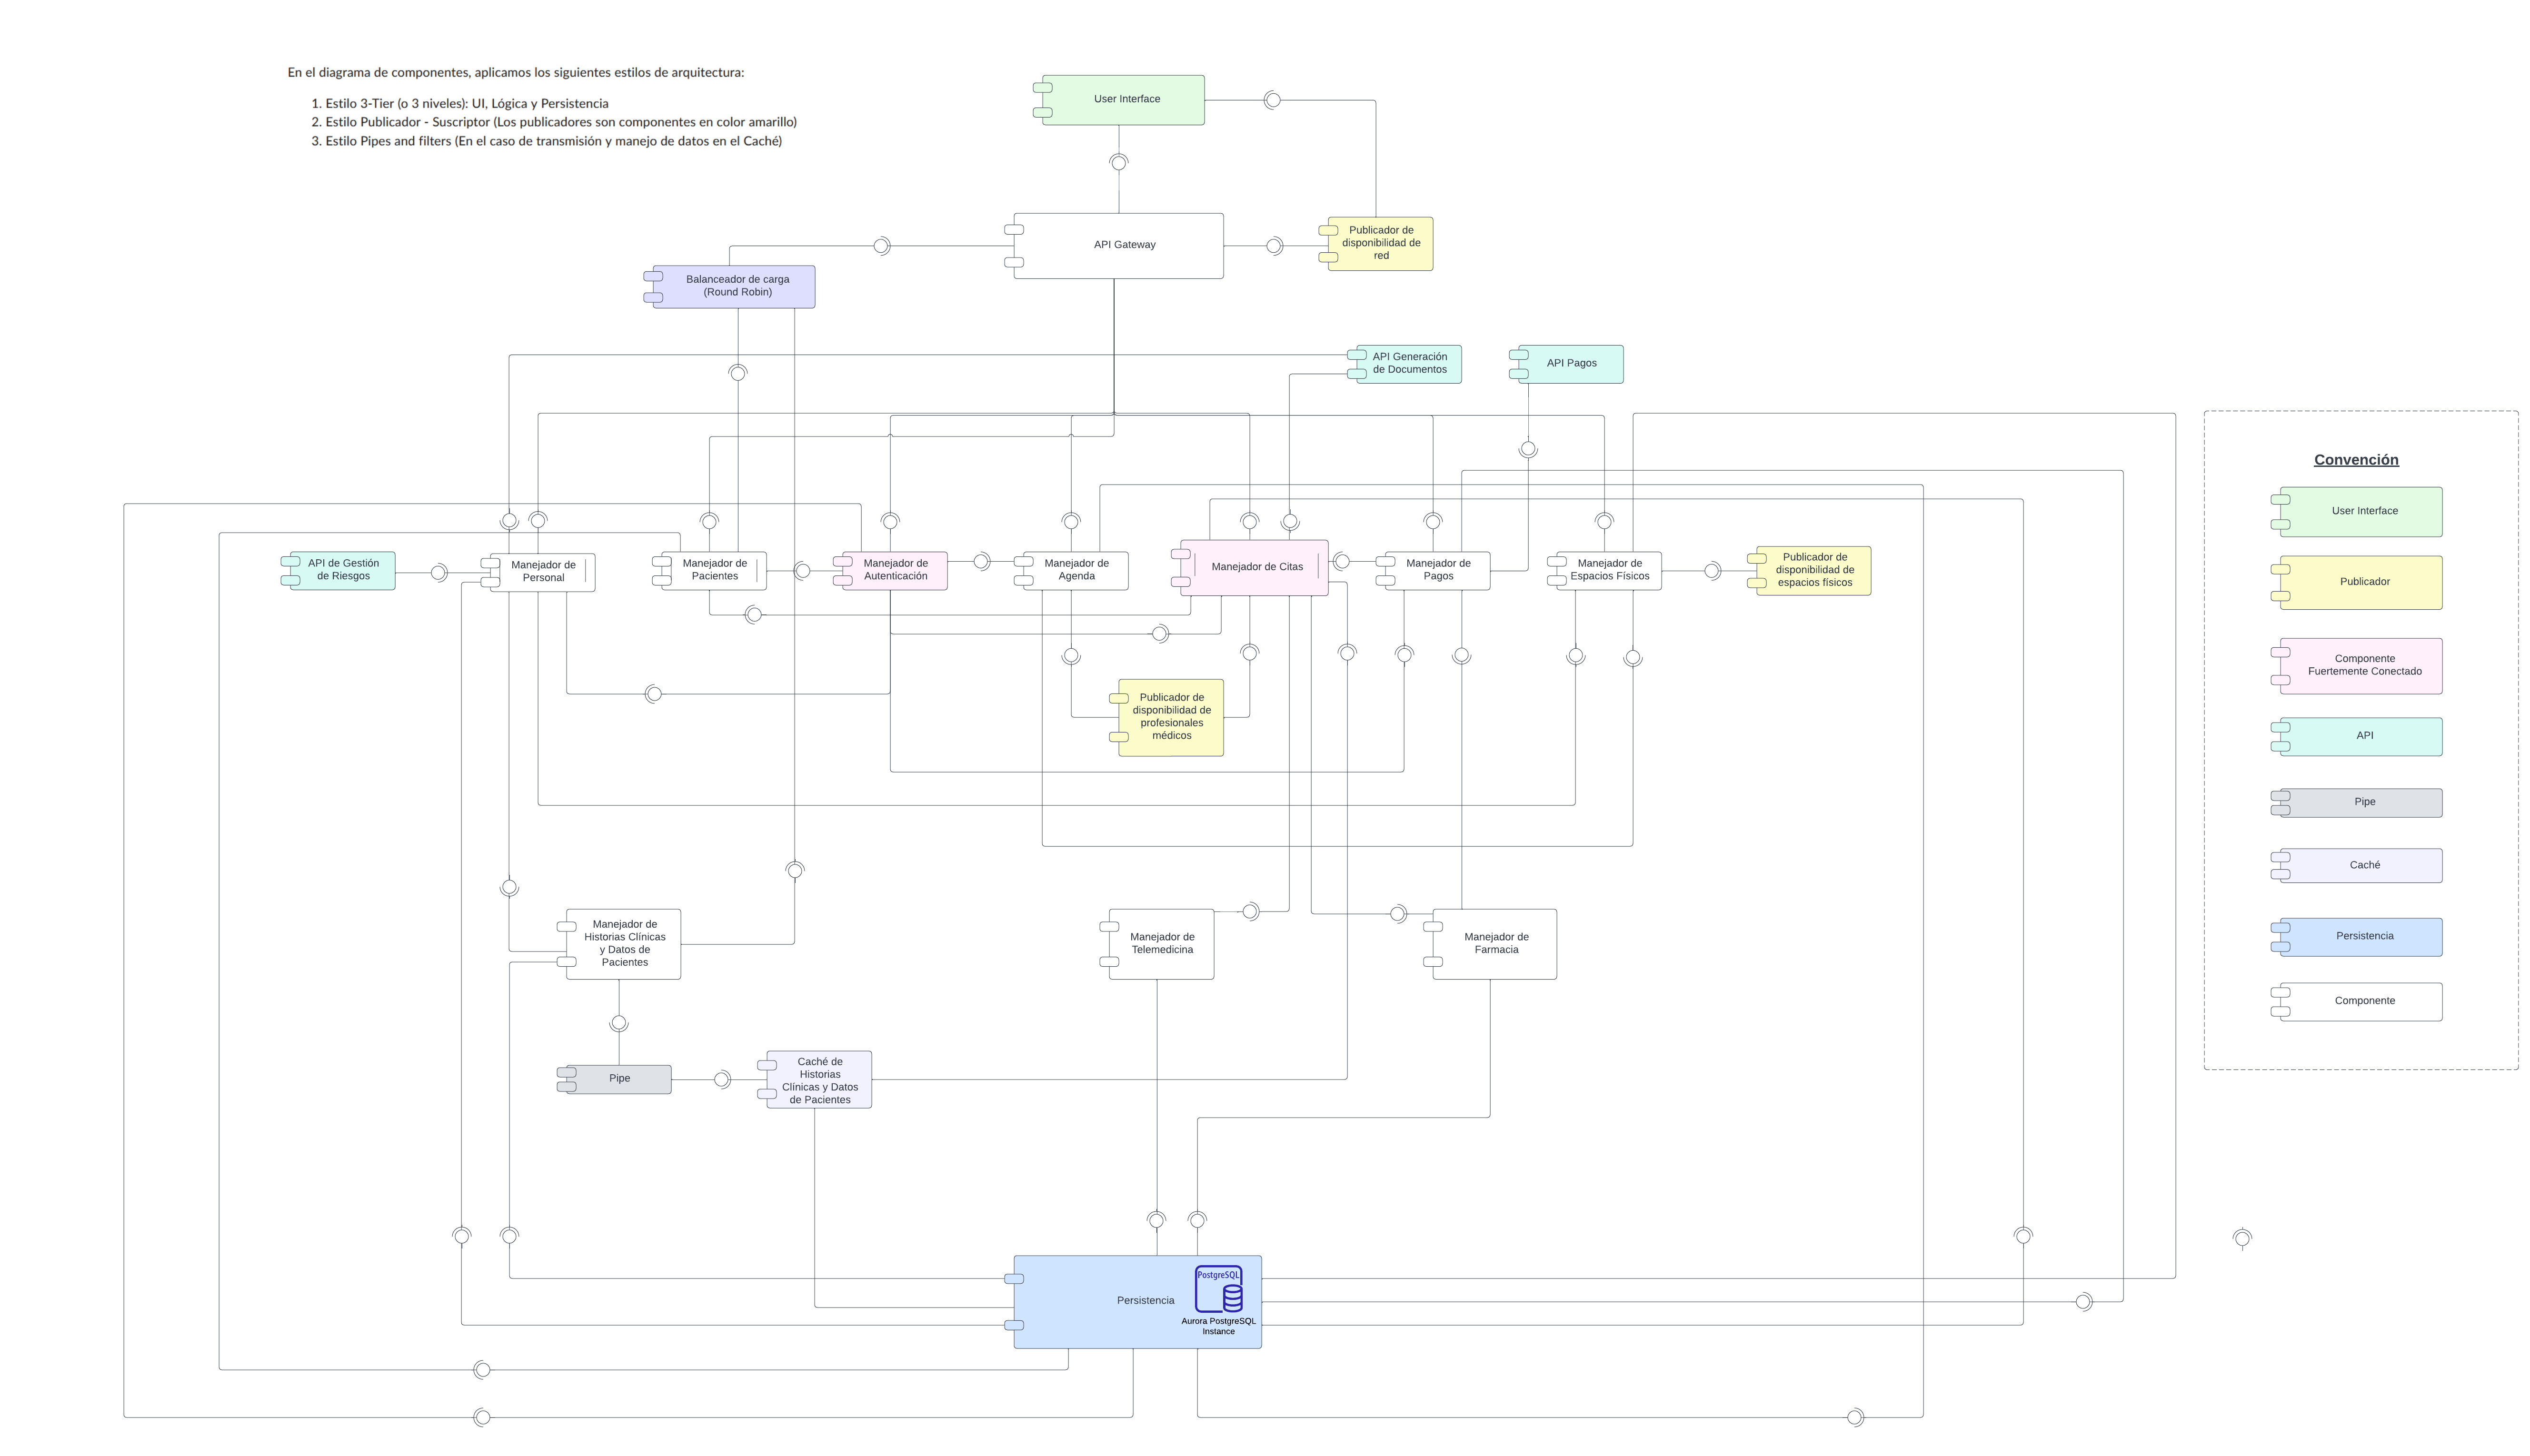 En el diagrama de componentes, aplicamos los siguientes estilos de arquitectura:
1. Estilo 3-Tier (o 3 niveles): UI, Lógica y Persistencia
2. Estilo Publicador - Suscriptor (Los publicadores son componentes en color amarillo)
3. Estilo Pipes and filters (En el caso de transmisión y manejo de datos en el Caché)
User Interface
API Gateway
Publicador de
disponibilidad de
red
Balanceador de carga
(Round Robin)
API Generación
de Documentos
API Pagos
API de Gestión
de Riesgos
Manejador de
Personal
Manejador de
Pacientes
Manejador de
Autenticación
Manejador de
Agenda
Manejador de Citas
Manejador de
Pagos
Manejador de
Espacios Físicos
Publicador de
disponibilidad de
espacios físicos
Publicador de
disponibilidad de
profesionales
médicos
Manejador de
Historias Clínicas
y Datos de
Pacientes
Manejador de
Telemedicina
Manejador de
Farmacia
Pipe
Caché de
Historias
Clínicas y Datos
de Pacientes
Persistencia
PostgreSQL
Aurora PostgreSQL
Instance
Convención
User Interface
Publicador
Componente
Fuertemente Conectado
API
Pipe
Caché
Persistencia
Componente